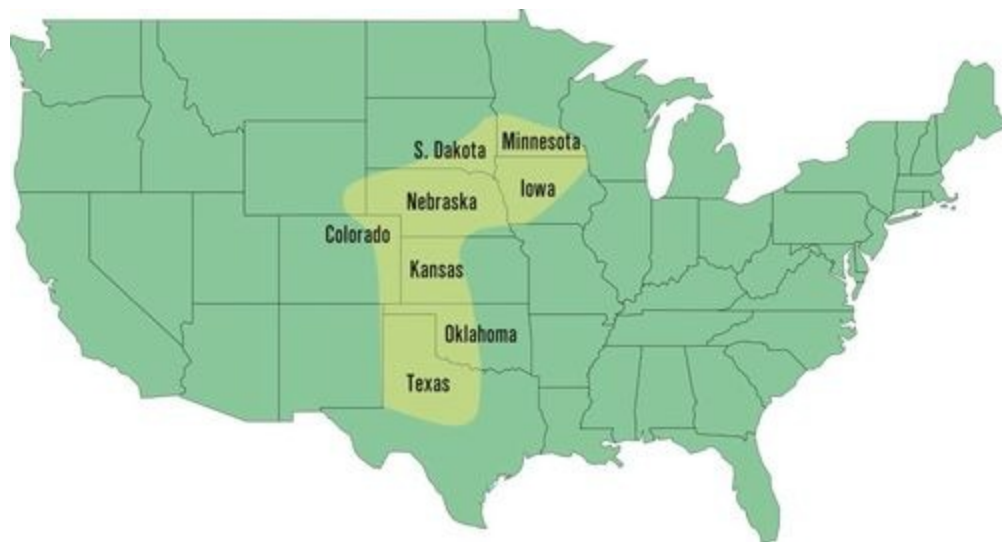 Minnesota
S. Dakota
Iowa
Nebraska
Colorado
Kansas
Oklahoma
Texas